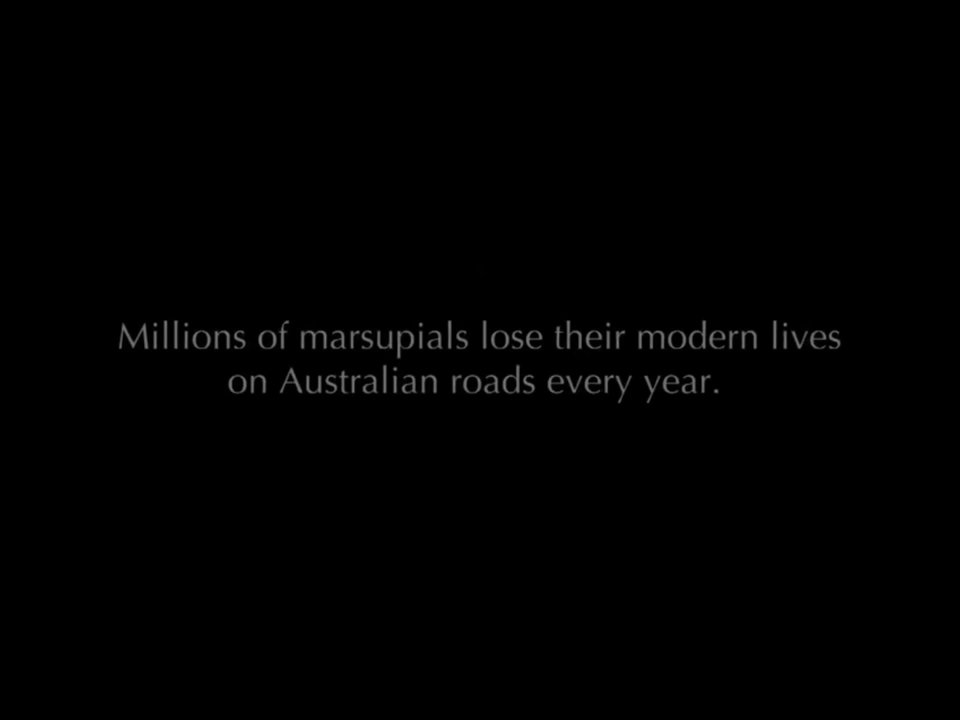 Millions of marsupials lose their modern lives
on Australian roads every year.